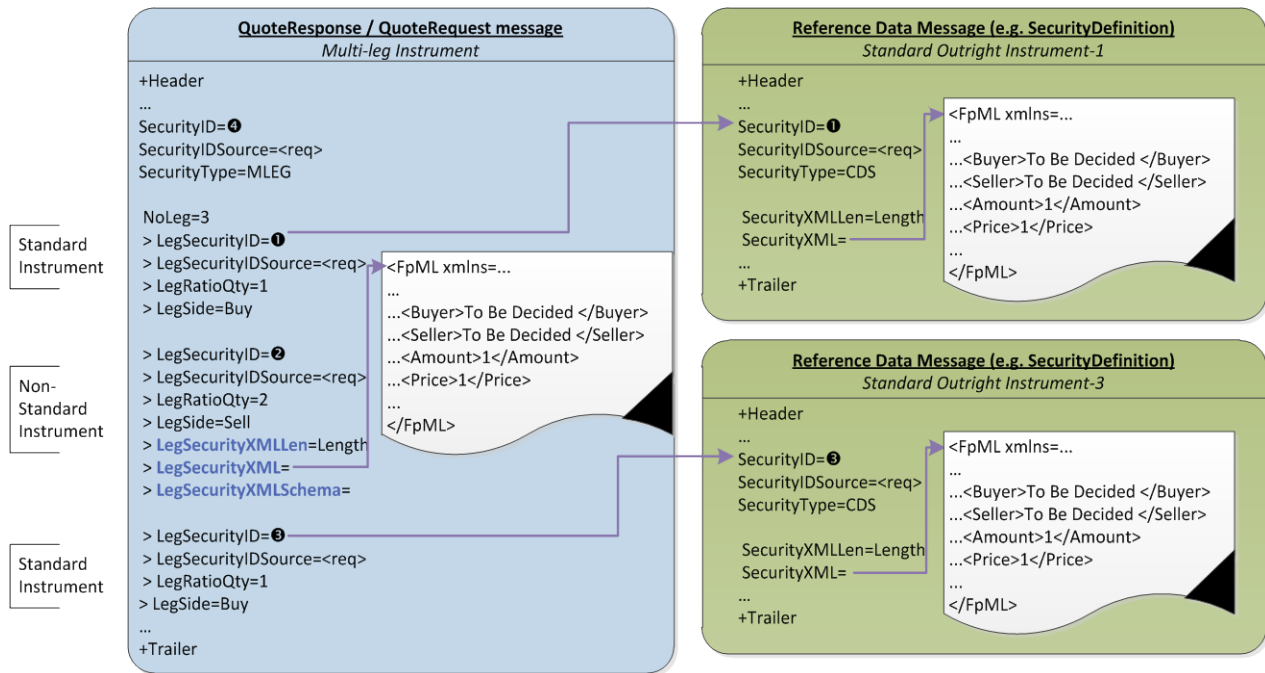 QuoteResponse / QuoteRequest message
Multi-leg Instrument
+Header
...
SecurityID=❹
SecurityIDSource=<req>
SecurityType=MLEG
NoLeg=3
> LegSecurityID=❶
> LegSecurityIDSource=<req>
> LegRatioQty=1
> LegSide=Buy
> LegSecurityID=❷
> LegSecurityIDSource=<req>
> LegRatioQty=2
> LegSide=Sell
> LegSecurityXMLLen=Length
> LegSecurityXML=
> LegSecurityXMLSchema=
> LegSecurityID=❸
> LegSecurityIDSource=<req>
> LegRatioQty=1
> LegSide=Buy
...
+Trailer
Standard
Instrument
Non-
Standard
Instrument
Standard
Instrument
<FpML xmlns=...
...
...<Buyer>To Be Decided </Buyer>
...<Seller>To Be Decided </Seller>
...<Amount>1</Amount>
...<Price>1</Price>
...
</FpML>
Reference Data Message (e.g. SecurityDefinition)
Standard Outright Instrument-1
+Header
...
SecurityID=❶
SecurityIDSource=<req>
SecurityType=CDS
SecurityXMLLen=Length
SecurityXML=
...
+Trailer
<FpML xmlns=...
...
...<Buyer>To Be Decided </Buyer>
...<Seller>To Be Decided </Seller>
...<Amount>1</Amount>
...<Price>1</Price>
...
</FpML>
Reference Data Message (e.g. SecurityDefinition)
Standard Outright Instrument-3
+Header
...
SecurityID=❸
SecurityIDSource=<req>
SecurityType=CDS
SecurityXMLLen=Length
SecurityXML=
...
+Trailer
<FpML xmlns=...
...
...<Buyer>To Be Decided </Buyer>
...<Seller>To Be Decided </Seller>
...<Amount>1</Amount>
...<Price>1</Price>
...
</FpML>